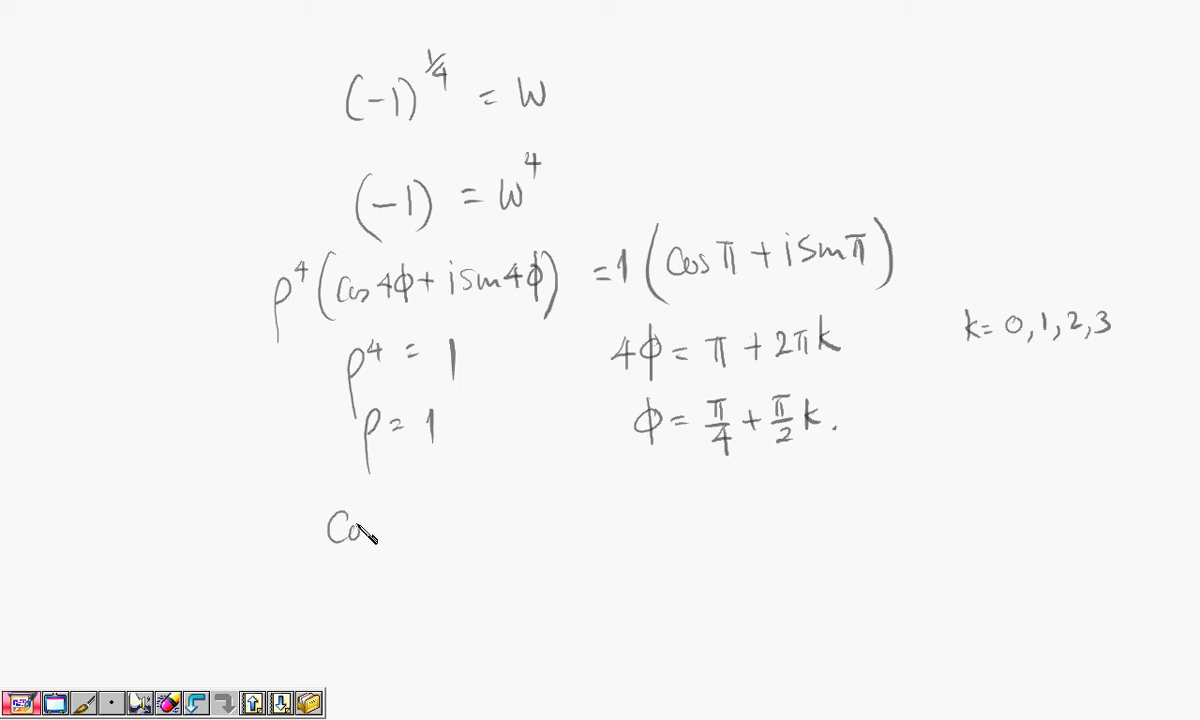 (-1)^{1/4} = W
(-1) = W^4
ρ^4 (Cos 4ϕ + i Sin 4ϕ) = 1 (Cos π + i Sin π)
ρ^4 = 1    4ϕ = π + 2πk    k = 0, 1, 2, 3
ρ = 1    ϕ = π/4 + π/2 k.
Co